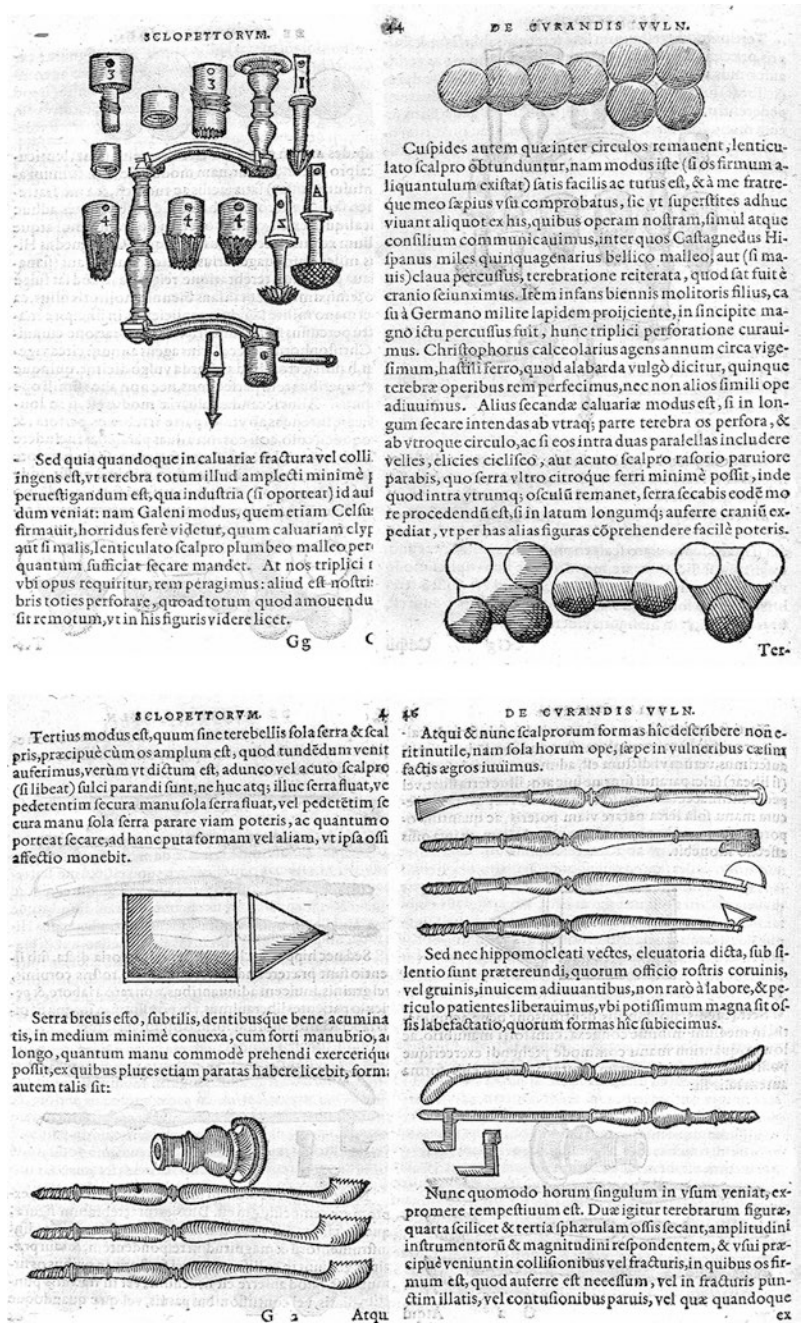 SCLOPETTORVM.
3
3
1
4
6
4
2
A
Sed quia quandoque in caluariæ fractura vel colli
ingens eſt, vt terebra totum illud amplecti minimè
perueſtigandum eſt, qua induſtria (ſi oporteat) id auf
dum veniat: nam Galeni modus, quem etiam Celſu
firmauit, horridus ferè videtur, quum caluariam clyp
aut ſi malis, lenticulato ſcalpro plumbeo malleo per
quantum ſufficiat ſecare mandet. At nos triplici
vbi opus requiritur, rem peragimus: aliud eſt noſtris
bris toties perforare, quoad totum quod amouendu
ſit remotum, vt in his figuris videre licet.
Gg
44 DE CVRANDIS VVLN.
Cuſpides autem quæ inter circulos remanent, lenticu-
lato ſcalpro obtunduntur, nam modus iſte (ſi os firmum a-
liquantulum exiſtat) ſatis facilis ac tutus eſt, & à me fratre-
que meo ſæpius vſu comprobatus, ſic vt ſuperſtites adhuc
viuant aliquot ex his, quibus operam noſtram, ſimul atque
conſilium communicauimus, inter quos Caſtagnedus Hi-
ſpanus miles quinquagenarius bellico malleo, aut (ſi ma-
uis) claua percuſſus, terebratione reiterata, quod ſat fuit è
cranio ſeiunximus. Item infans biennis molitoris filius, ca
ſu à Germano milite lapidem proijciente, in ſincipite ma-
gnō ictu percuſſus fuit, hunc triplici perforatione curaui-
mus. Chriſtophorus calceolarius agens annum circa vige-
ſimum, haſtili ferro, quod alabarda vulgò dicitur, quinque
terebræ operibus rem perfecimus, nec non alios ſimili ope
adiuuimus. Alius ſecandæ caluariæ modus eſt, ſi in lon-
gum ſecare intendas ab vtraq; parte terebra os perfora, &
ab vtroque circulo, ac ſi eos intra duas paralellas includere
velles, elicies cicliſco, aut acuto ſcalpro raſorio paruiore
parabis, quo ſerra vltro citroque ferri minimè poſſit, inde
quod intra vtrumq; oſculū remanet, ſerra ſecabis eodē mo
re procedendū eſt, ſi in latum longumq; auferre craniū ex-
pediat, vt per has alias figuras cōprehendere facilè poteris.
Ter-
SCLOPETTORVM. 4
Tertius modus eſt, quum ſine terebellis ſola ſerra & ſcal
pris, præcipuè cùm os amplum eſt, quod tundēdum venit
auferimus, verùm vt dictum eſt, adunco vel acuto ſcalpro
(ſi libeat) ſulci parandi ſunt, ne huc atq; illuc ſerra fluat, ve
pedetentim ſecura manu ſola ſerra fluat, vel pedetētim ſe
cura manu ſola ſerra parare viam poteris, ac quantum o
porteat ſecare, ad hanc puta formam vel aliam, vt ipſa oſſi
affectio monebit.
Serra breuis eſto, ſubtilis, dentibusque bene acumina
tis, in medium minimè conuexa, cum forti manubrio, a
longo, quantum manu commodè prehendi exercerique
poſſit, ex quibus plures etiam paratas habere licebit, form
autem talis ſit:
G 2 Atqu
46 DE CVRANDIS VVLN.
Atqui & nunc ſcalprorum formas hîc deſcribere non e-
rit inutile, nam ſola horum ope, ſæpe in vulneribus cæſim
factis ægros iuuimus.
Sed nec hippomocleati vectes, eleuatoria dicta, ſub ſi-
lentio ſunt prætereundi, quorum officio roſtris coruinis,
vel gruinis, inuicem adiuuantibus, non rarò à labore, & pe-
riculo patientes liberauimus, vbi potiſſimum magna ſit oſ-
ſis labefactatio, quorum formas hîc ſubiecimus.
Nunc quomodo horum ſingulum in vſum veniat, ex-
promere tempeſtiuum eſt. Duæ igitur terebrarum figuræ,
quarta ſcilicet & tertia ſphærulam oſſis ſecant, amplitudini
inſtrumentorū & magnitudini reſpondentem, & vſui præ-
cipuè veniunt in colliſionibus vel fracturis, in quibus os fir-
mum eſt, quod auferre eſt neceſſum, vel in fracturis pun-
ctim illatis, vel contuſionibus paruis, vel quæ quandoque
ex